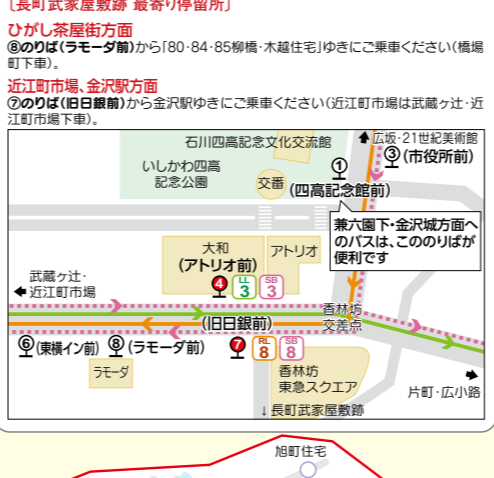 ［長町武家屋敷跡 最寄り停留所］
ひがし茶屋街方面
⑧のりば(ラモーダ前)から「80･84･85柳橋･木越住宅」ゆきにご乗車ください(橋場
町下車)。
近江町市場、金沢駅方面
⑦のりば(旧日銀前)から金沢駅ゆきにご乗車ください(近江町市場は武蔵ヶ辻･近
江町市場下車)。
石川四高記念文化交流館
広坂･21世紀美術館
③
(市役所前)
いしかわ四高
記念公園
交番
①
(四高記念館前)
兼六園下･金沢城方面へ
のバスは、こののりばが
便利です
大和
(アトリオ前)
アトリオ
④
LL
3
SB
3
武蔵ヶ辻･
近江町市場
香林坊
交差点
(旧日銀前)
⑥(東横イン前)
⑧(ラモーダ前)
⑦
RL
8
SB
8
ラモーダ
香林坊
東急スクエア
片町･広小路
↓長町武家屋敷跡
旭町住宅